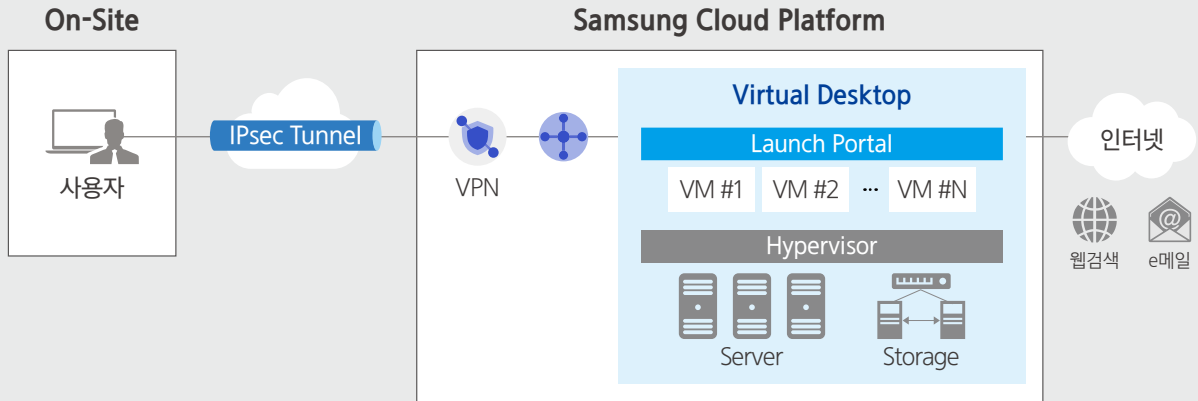 On-Site
사용자
IPsec Tunnel
Samsung Cloud Platform
VPN
Virtual Desktop
Launch Portal
VM #1 VM #2 ... VM #N
Hypervisor
Server Storage
인터넷
@
웹검색 e메일